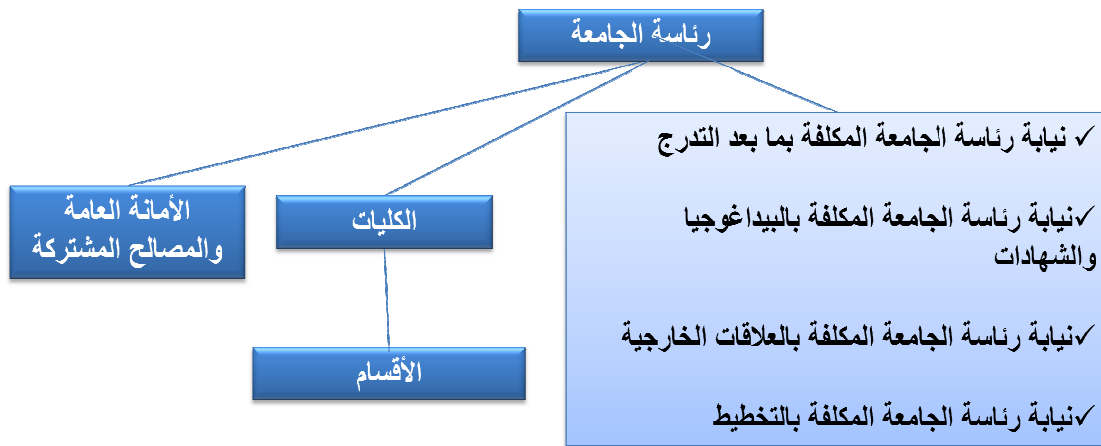 رئاسة الجامعة
✓ نيابة رئاسة الجامعة المكلفة بما بعد التدرج
✓نيابة رئاسة الجامعة المكلفة بالبيداغوجيا
والشهادات
✓نيابة رئاسة الجامعة المكلفة بالعلاقات الخارجية
✓نيابة رئاسة الجامعة المكلفة بالتخطيط
الكليات
الأقسام
الأمانة العامة
والمصالح المشتركة